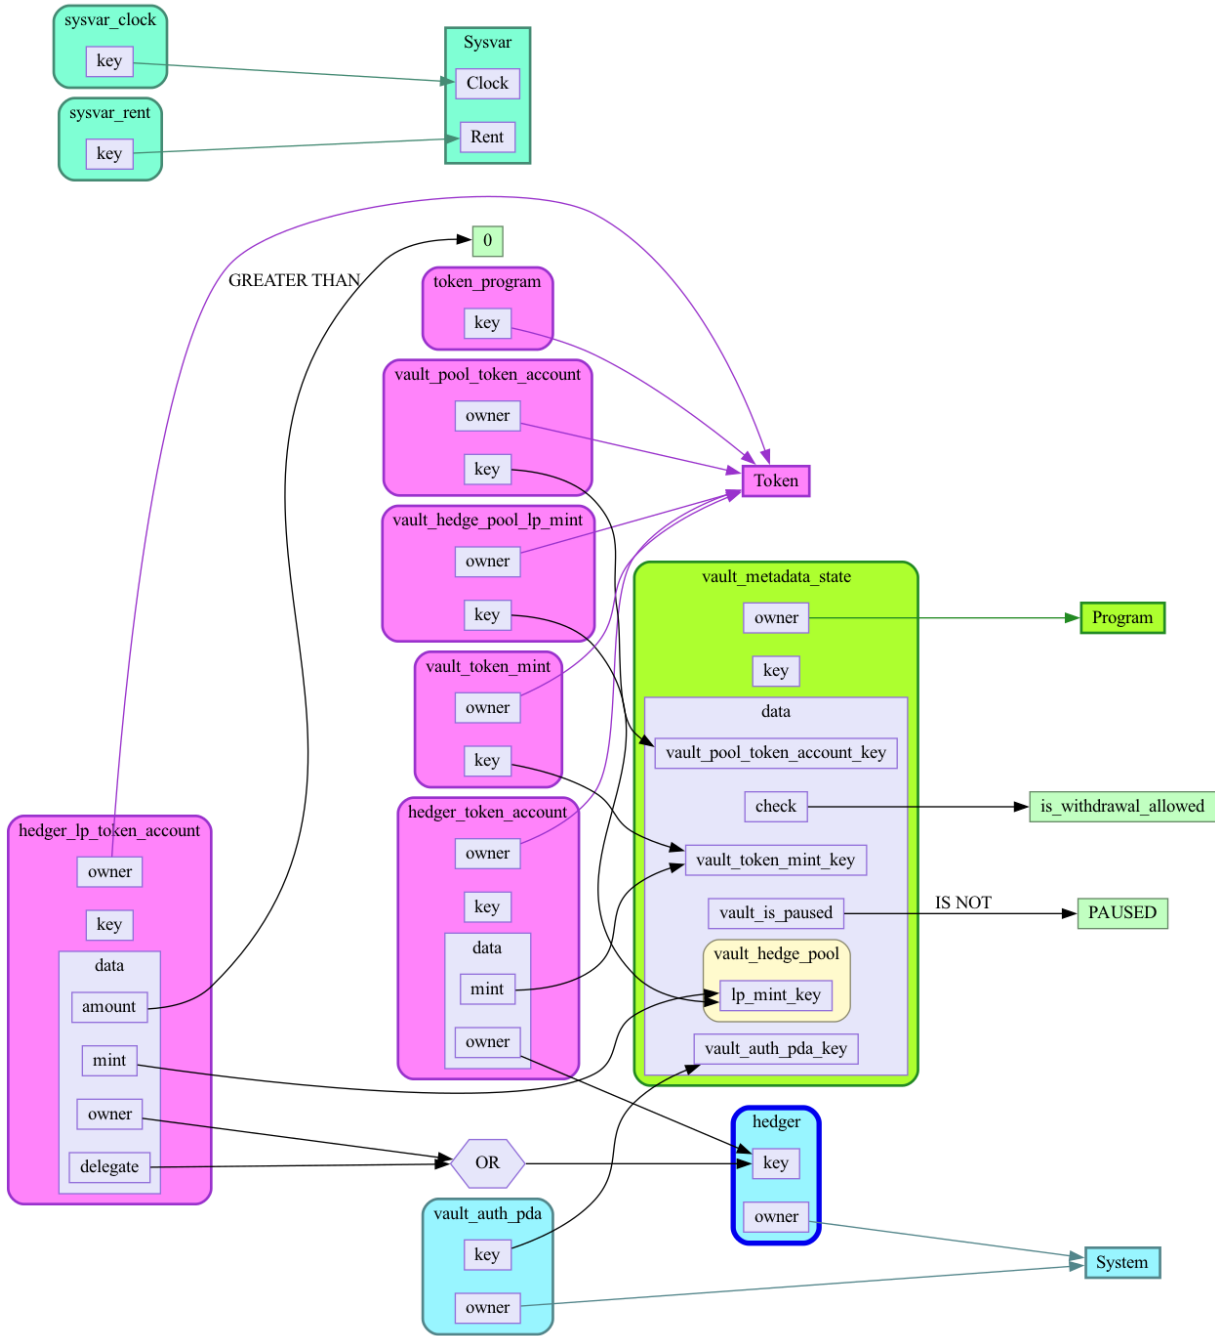 sysvar_clock
key
Sysvar
Clock
Rent
sysvar_rent
key
0
GREATER THAN
token_program
key
vault_pool_token_account
owner
key
Token
vault_hedge_pool_lp_mint
owner
key
vault_token_mint
owner
key
vault_metadata_state
owner
Program
key
data
vault_pool_token_account_key
check
is_withdrawal_allowed
vault_token_mint_key
vault_is_paused
IS NOT
PAUSED
vault_hedge_pool
lp_mint_key
vault_auth_pda_key
hedger_token_account
owner
key
data
mint
owner
hedger_lp_token_account
owner
key
data
amount
mint
owner
delegate
OR
hedger
key
owner
vault_auth_pda
key
owner
System